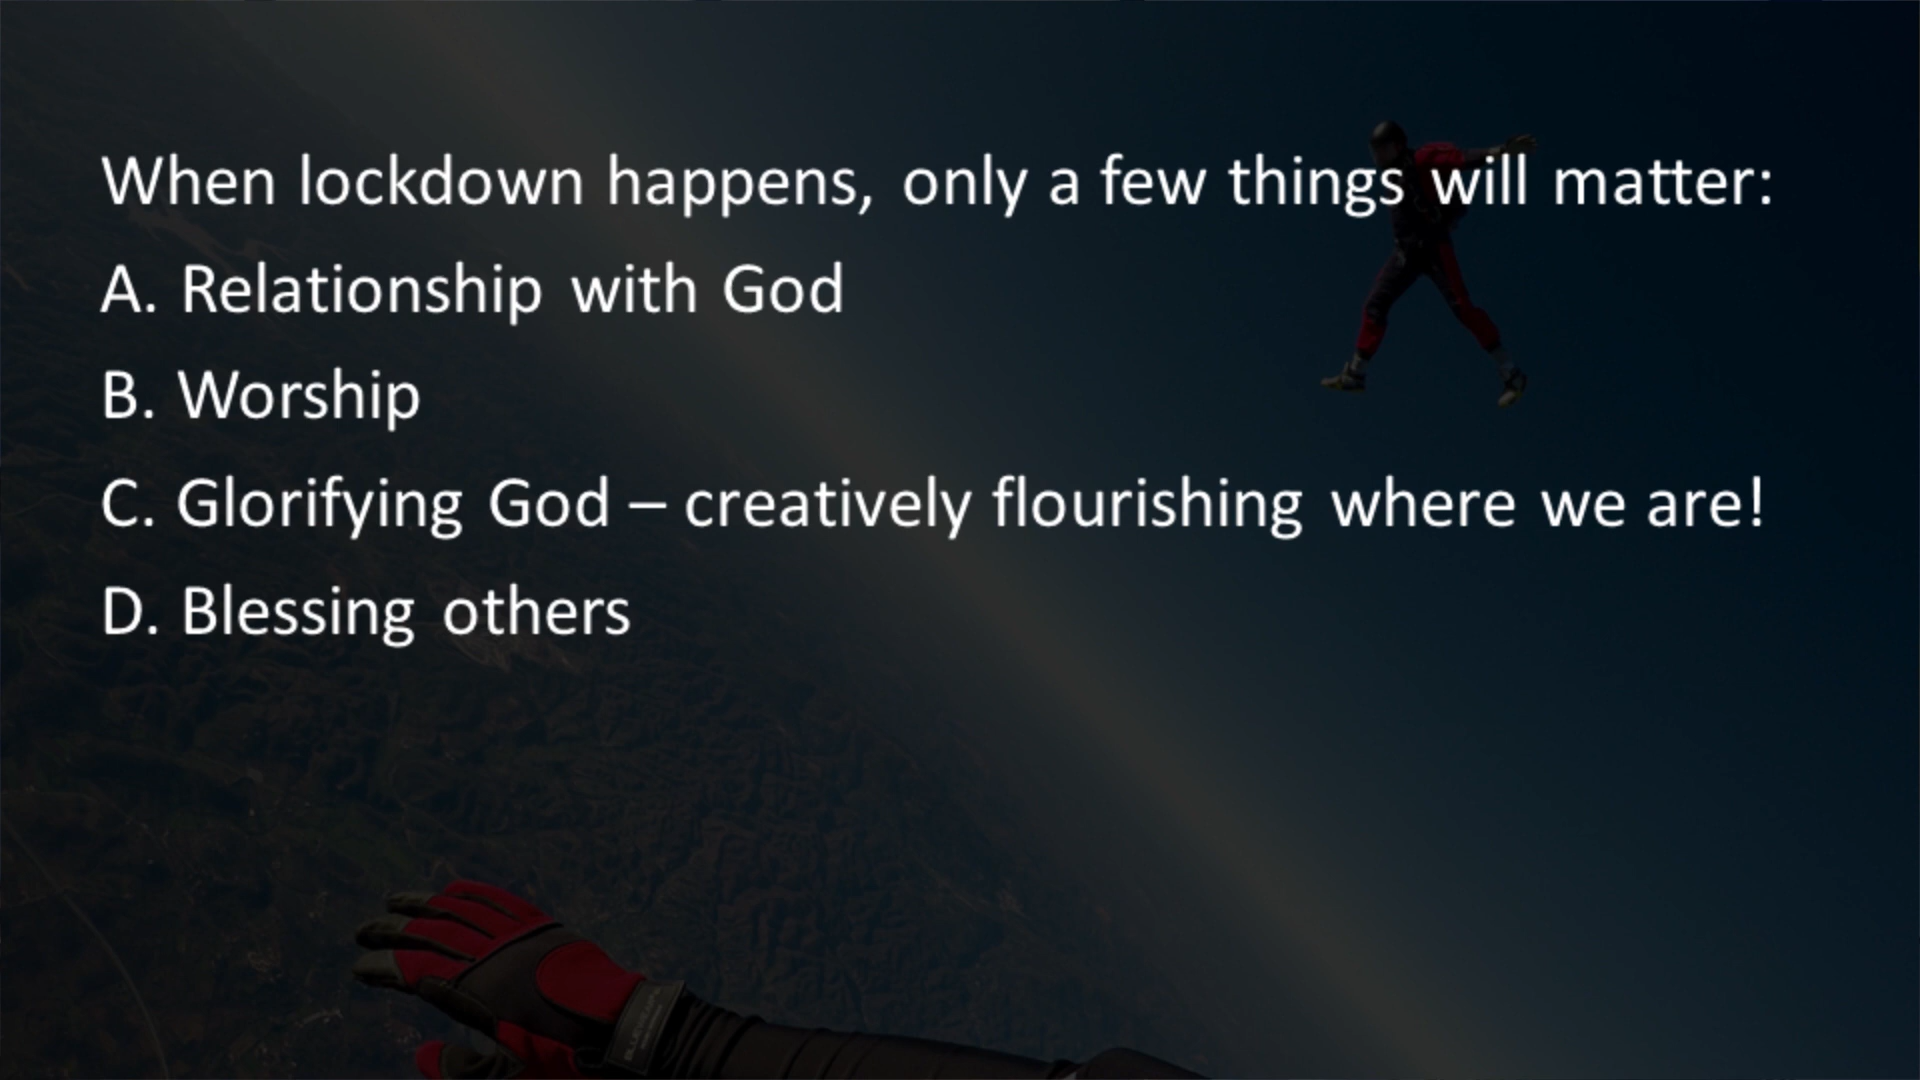 When lockdown happens, only a few things will matter:
A. Relationship with God
B. Worship
C. Glorifying God – creatively flourishing where we are!
D. Blessing others